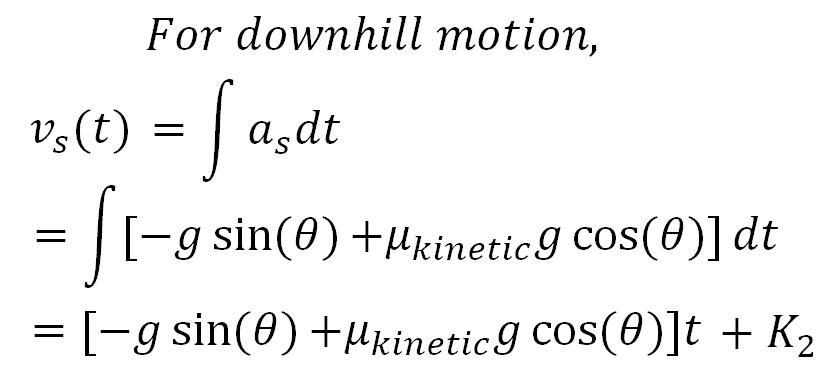 For downhill motion,
v_s(t) = ∫ a_s dt
= ∫ [−g sin(θ) +μ_kinetic g cos(θ)] dt
= [−g sin(θ) +μ_kinetic g cos(θ)]t + K_2